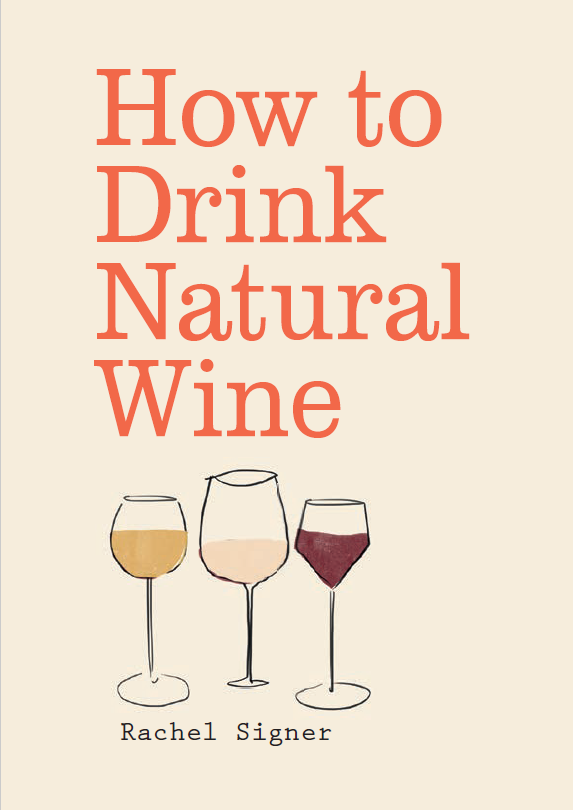 How to
Drink
Natural
Wine
Rachel Signer